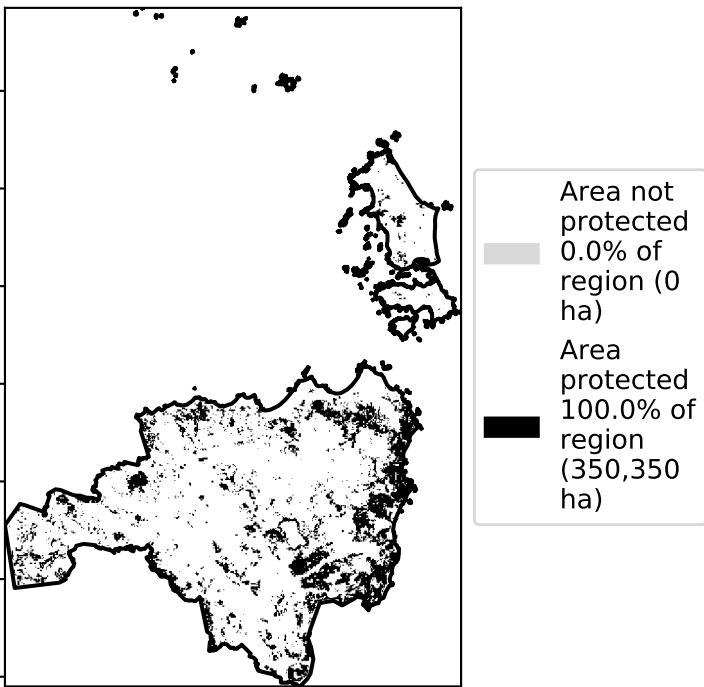 Area not
protected
0.0% of
region (0
ha)
Area
protected
100.0% of
region
(350,350
ha)